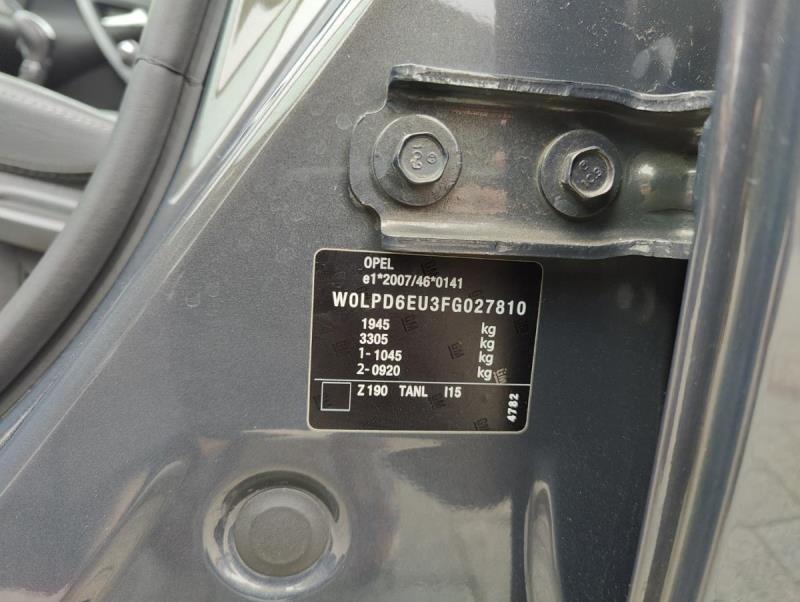 OPEL
e1*2007/46*0141
W0LPD6EU3FG027810
1945 kg
3305 kg
1-1045 kg
2-0920 kg
Z190 TANL I15
4782